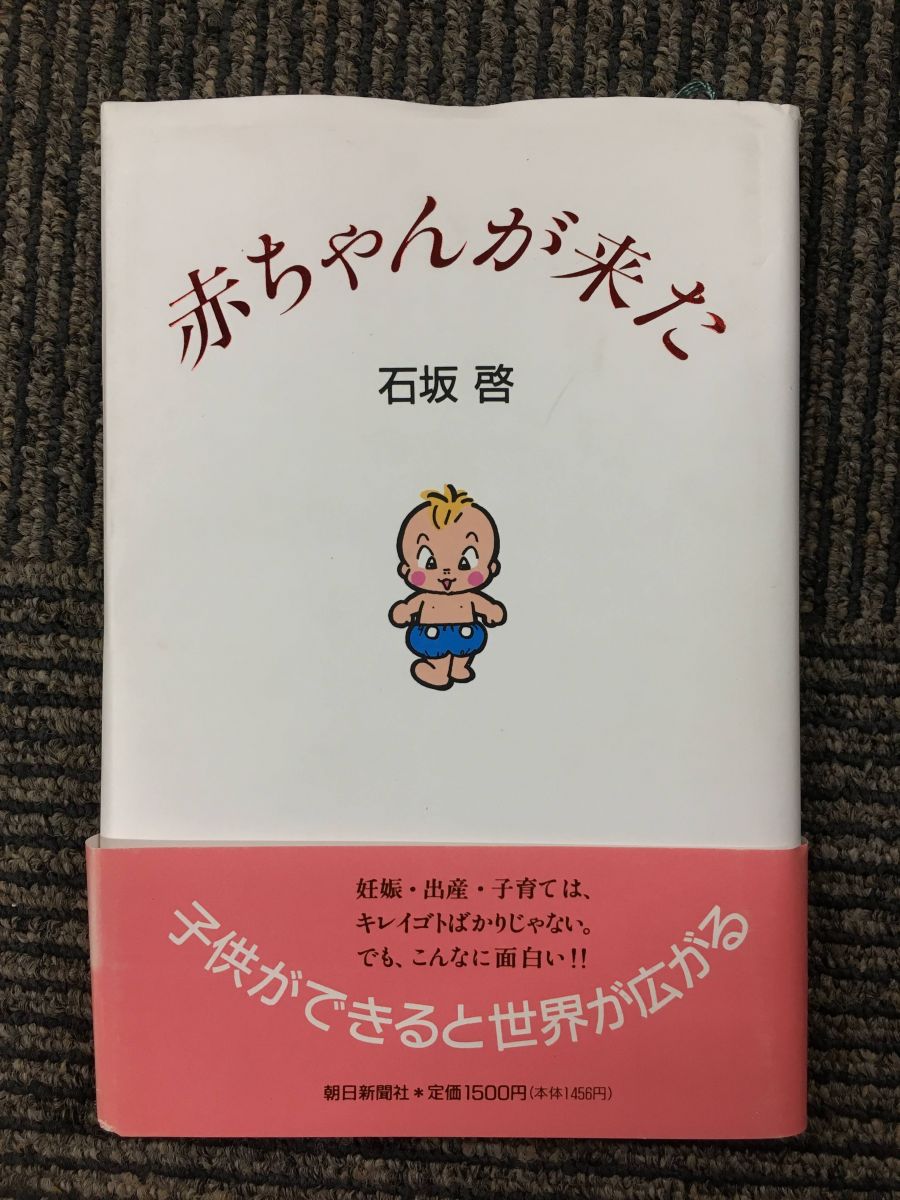 赤ちゃんが来た
石坂 啓
妊娠・出産・子育ては、
キレイゴトばかりじゃない。
でも、こんなに面白い!!
子供ができると世界が広がる
朝日新聞社*定価1500円(本体1456円)